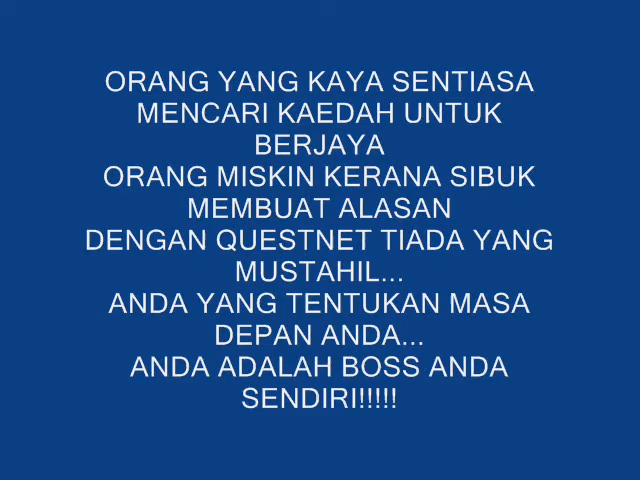 ORANG YANG KAYA SENTIASA
MENCARI KAEDAH UNTUK
BERJAYA
ORANG MISKIN KERANA SIBUK
MEMBUAT ALASAN
DENGAN QUESTNET TIADA YANG
MUSTAHIL...
ANDA YANG TENTUKAN MASA
DEPAN ANDA...
ANDA ADALAH BOSS ANDA
SENDIRI!!!!!